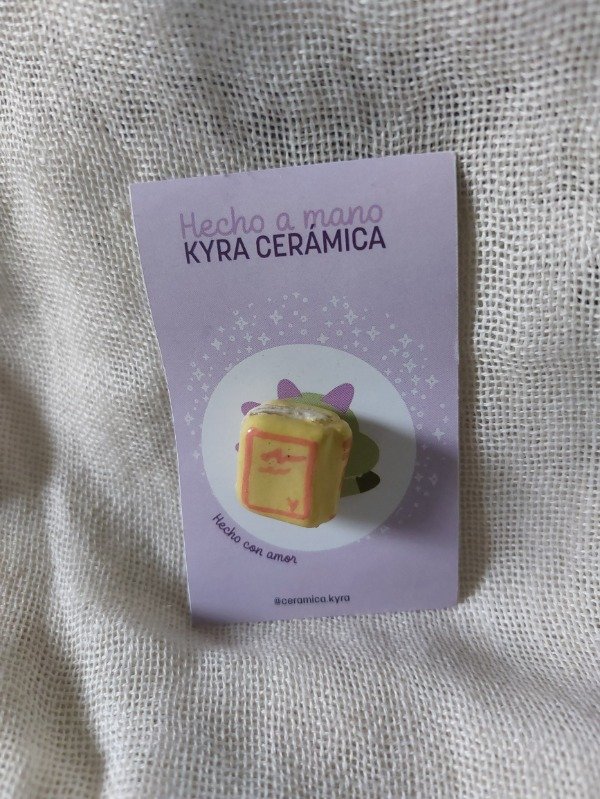 Hecho a mano
KYRA CERÁMICA
Hecho con amor
@ceramica.kyra